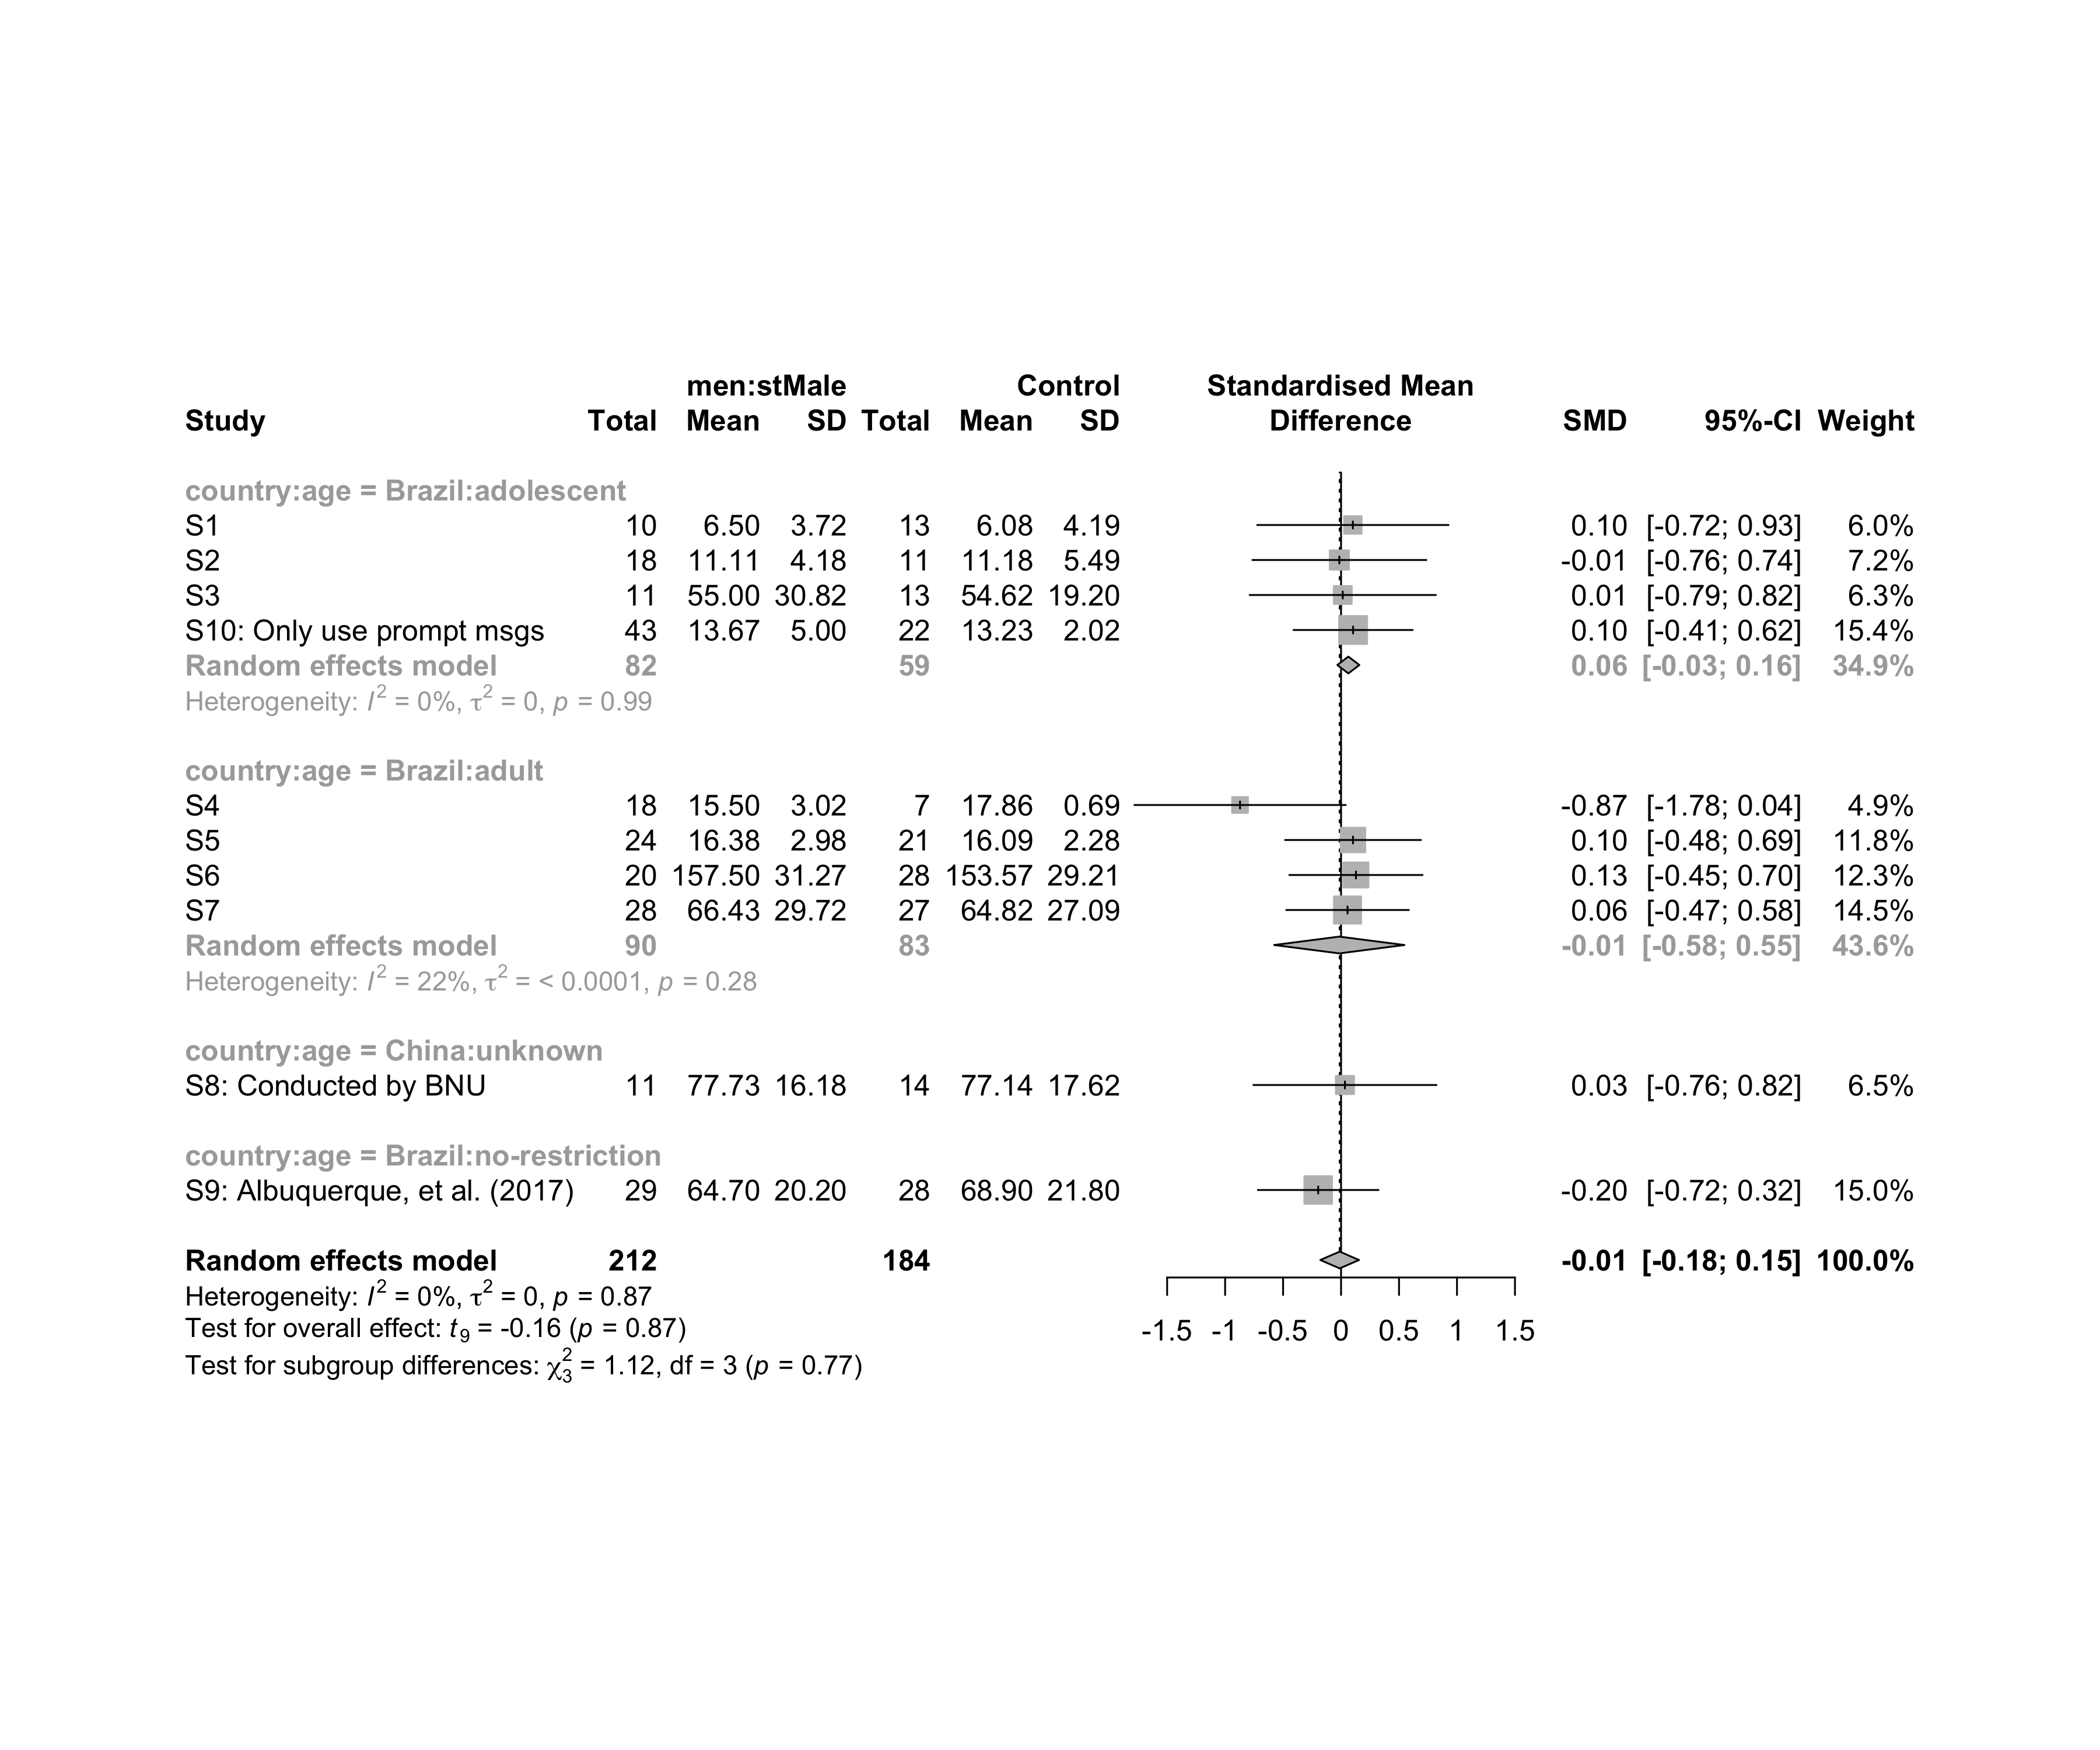 men:stMale Control Standardised Mean
Study Total Mean SD Total Mean SD Difference SMD 95%-CI Weight
country:age = Brazil:adolescent
S1 10 6.50 3.72 13 6.08 4.19 0.10 [-0.72; 0.93] 6.0%
S2 18 11.11 4.18 11 11.18 5.49 -0.01 [-0.76; 0.74] 7.2%
S3 11 55.00 30.82 13 54.62 19.20 0.01 [-0.79; 0.82] 6.3%
S10: Only use prompt msgs 43 13.67 5.00 22 13.23 2.02 0.10 [-0.41; 0.62] 15.4%
Random effects model 82 59 0.06 [-0.03; 0.16] 34.9%
Heterogeneity: I² = 0%, τ² = 0, p = 0.99
country:age = Brazil:adult
S4 18 15.50 3.02 7 17.86 0.69 -0.87 [-1.78; 0.04] 4.9%
S5 24 16.38 2.98 21 16.09 2.28 0.10 [-0.48; 0.69] 11.8%
S6 20 157.50 31.27 28 153.57 29.21 0.13 [-0.45; 0.70] 12.3%
S7 28 66.43 29.72 27 64.82 27.09 0.06 [-0.47; 0.58] 14.5%
Random effects model 90 83 -0.01 [-0.58; 0.55] 43.6%
Heterogeneity: I² = 22%, τ² = < 0.0001, p = 0.28
country:age = China:unknown
S8: Conducted by BNU 11 77.73 16.18 14 77.14 17.62 0.03 [-0.76; 0.82] 6.5%
country:age = Brazil:no-restriction
S9: Albuquerque, et al. (2017) 29 64.70 20.20 28 68.90 21.80 -0.20 [-0.72; 0.32] 15.0%
Random effects model 212 184 -0.01 [-0.18; 0.15] 100.0%
Heterogeneity: I² = 0%, τ² = 0, p = 0.87
Test for overall effect: t₉ = -0.16 (p = 0.87)
-1.5 -1 -0.5 0 0.5 1 1.5
Test for subgroup differences: χ²₃ = 1.12, df = 3 (p = 0.77)